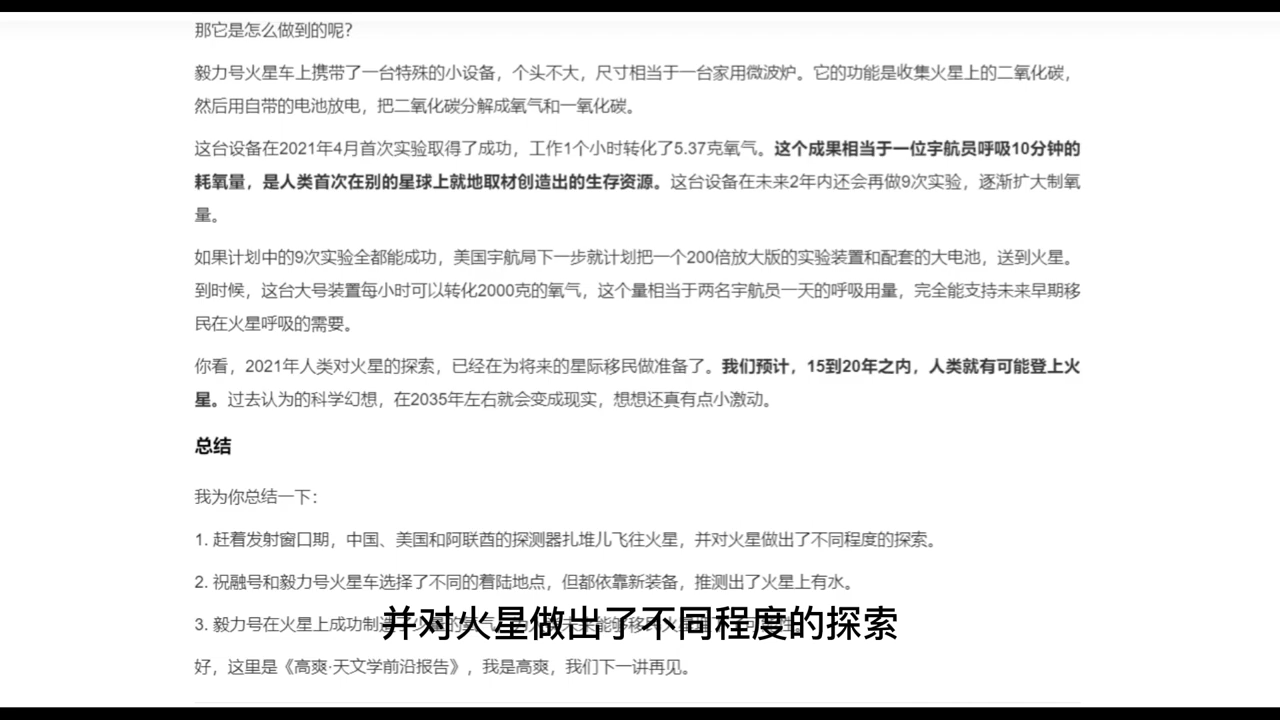 那它是怎么做到的呢？
毅力号火星车上携带了一台特殊的小设备，个头不大，尺寸相当于一台家用微波炉。它的功能是收集火星上的二氧化碳，
然后用自带的电池放电，把二氧化碳分解成氧气和一氧化碳。
这台设备在2021年4月首次实验取得了成功，工作1个小时转化了5.37克氧气。这个成果相当于一位宇航员呼吸10分钟的
耗氧量，是人类首次在别的星球上就地取材创造出的生存资源。这台设备在未来2年内还会再做9次实验，逐渐扩大制氧
量。
如果计划中的9次实验全都能成功，美国宇航局下一步就计划把一个200倍放大版的实验装置和配套的大电池，送到火星。
到时候，这台大号装置每小时可以转化2000克的氧气，这个量相当于两名宇航员一天的呼吸用量，完全能支持未来早期移
民在火星呼吸的需要。
你看，2021年人类对火星的探索，已经在为将来的星际移民做准备了。我们预计，15到20年之内，人类就有可能登上火
星。过去认为的科学幻想，在2035年左右就会变成现实，想想还真有点小激动。
总结
我为你总结一下：
1. 赶着发射窗口期，中国、美国和阿联酋的探测器扎堆儿飞往火星，并对火星做出了不同程度的探索。
2. 祝融号和毅力号火星车选择了不同的着陆地点，但都依靠新装备，推测出了火星上有水。
3. 毅力号在火星上成功制造
并对火星做出了不同程度的探索
好，这里是《高爽·天文学前沿报告》，我是高爽，我们下一讲再见。